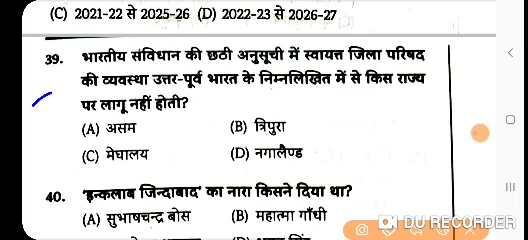 (C) 2021-22 से 2025-26 (D) 2022-23 से 2026-27
39. भारतीय संविधान की छठी अनुसूची में स्वायत्त जिला परिषद
की व्यवस्था उत्तर-पूर्व भारत के निम्नलिखित में से किस राज्य
पर लागू नहीं होती?
(A) असम (B) त्रिपुरा
(C) मेघालय (D) नगालैण्ड
40. 'इन्कलाब जिन्दाबाद' का नारा किसने दिया था?
(A) सुभाषचन्द्र बोस (B) महात्मा गाँधी
DU RECORDER